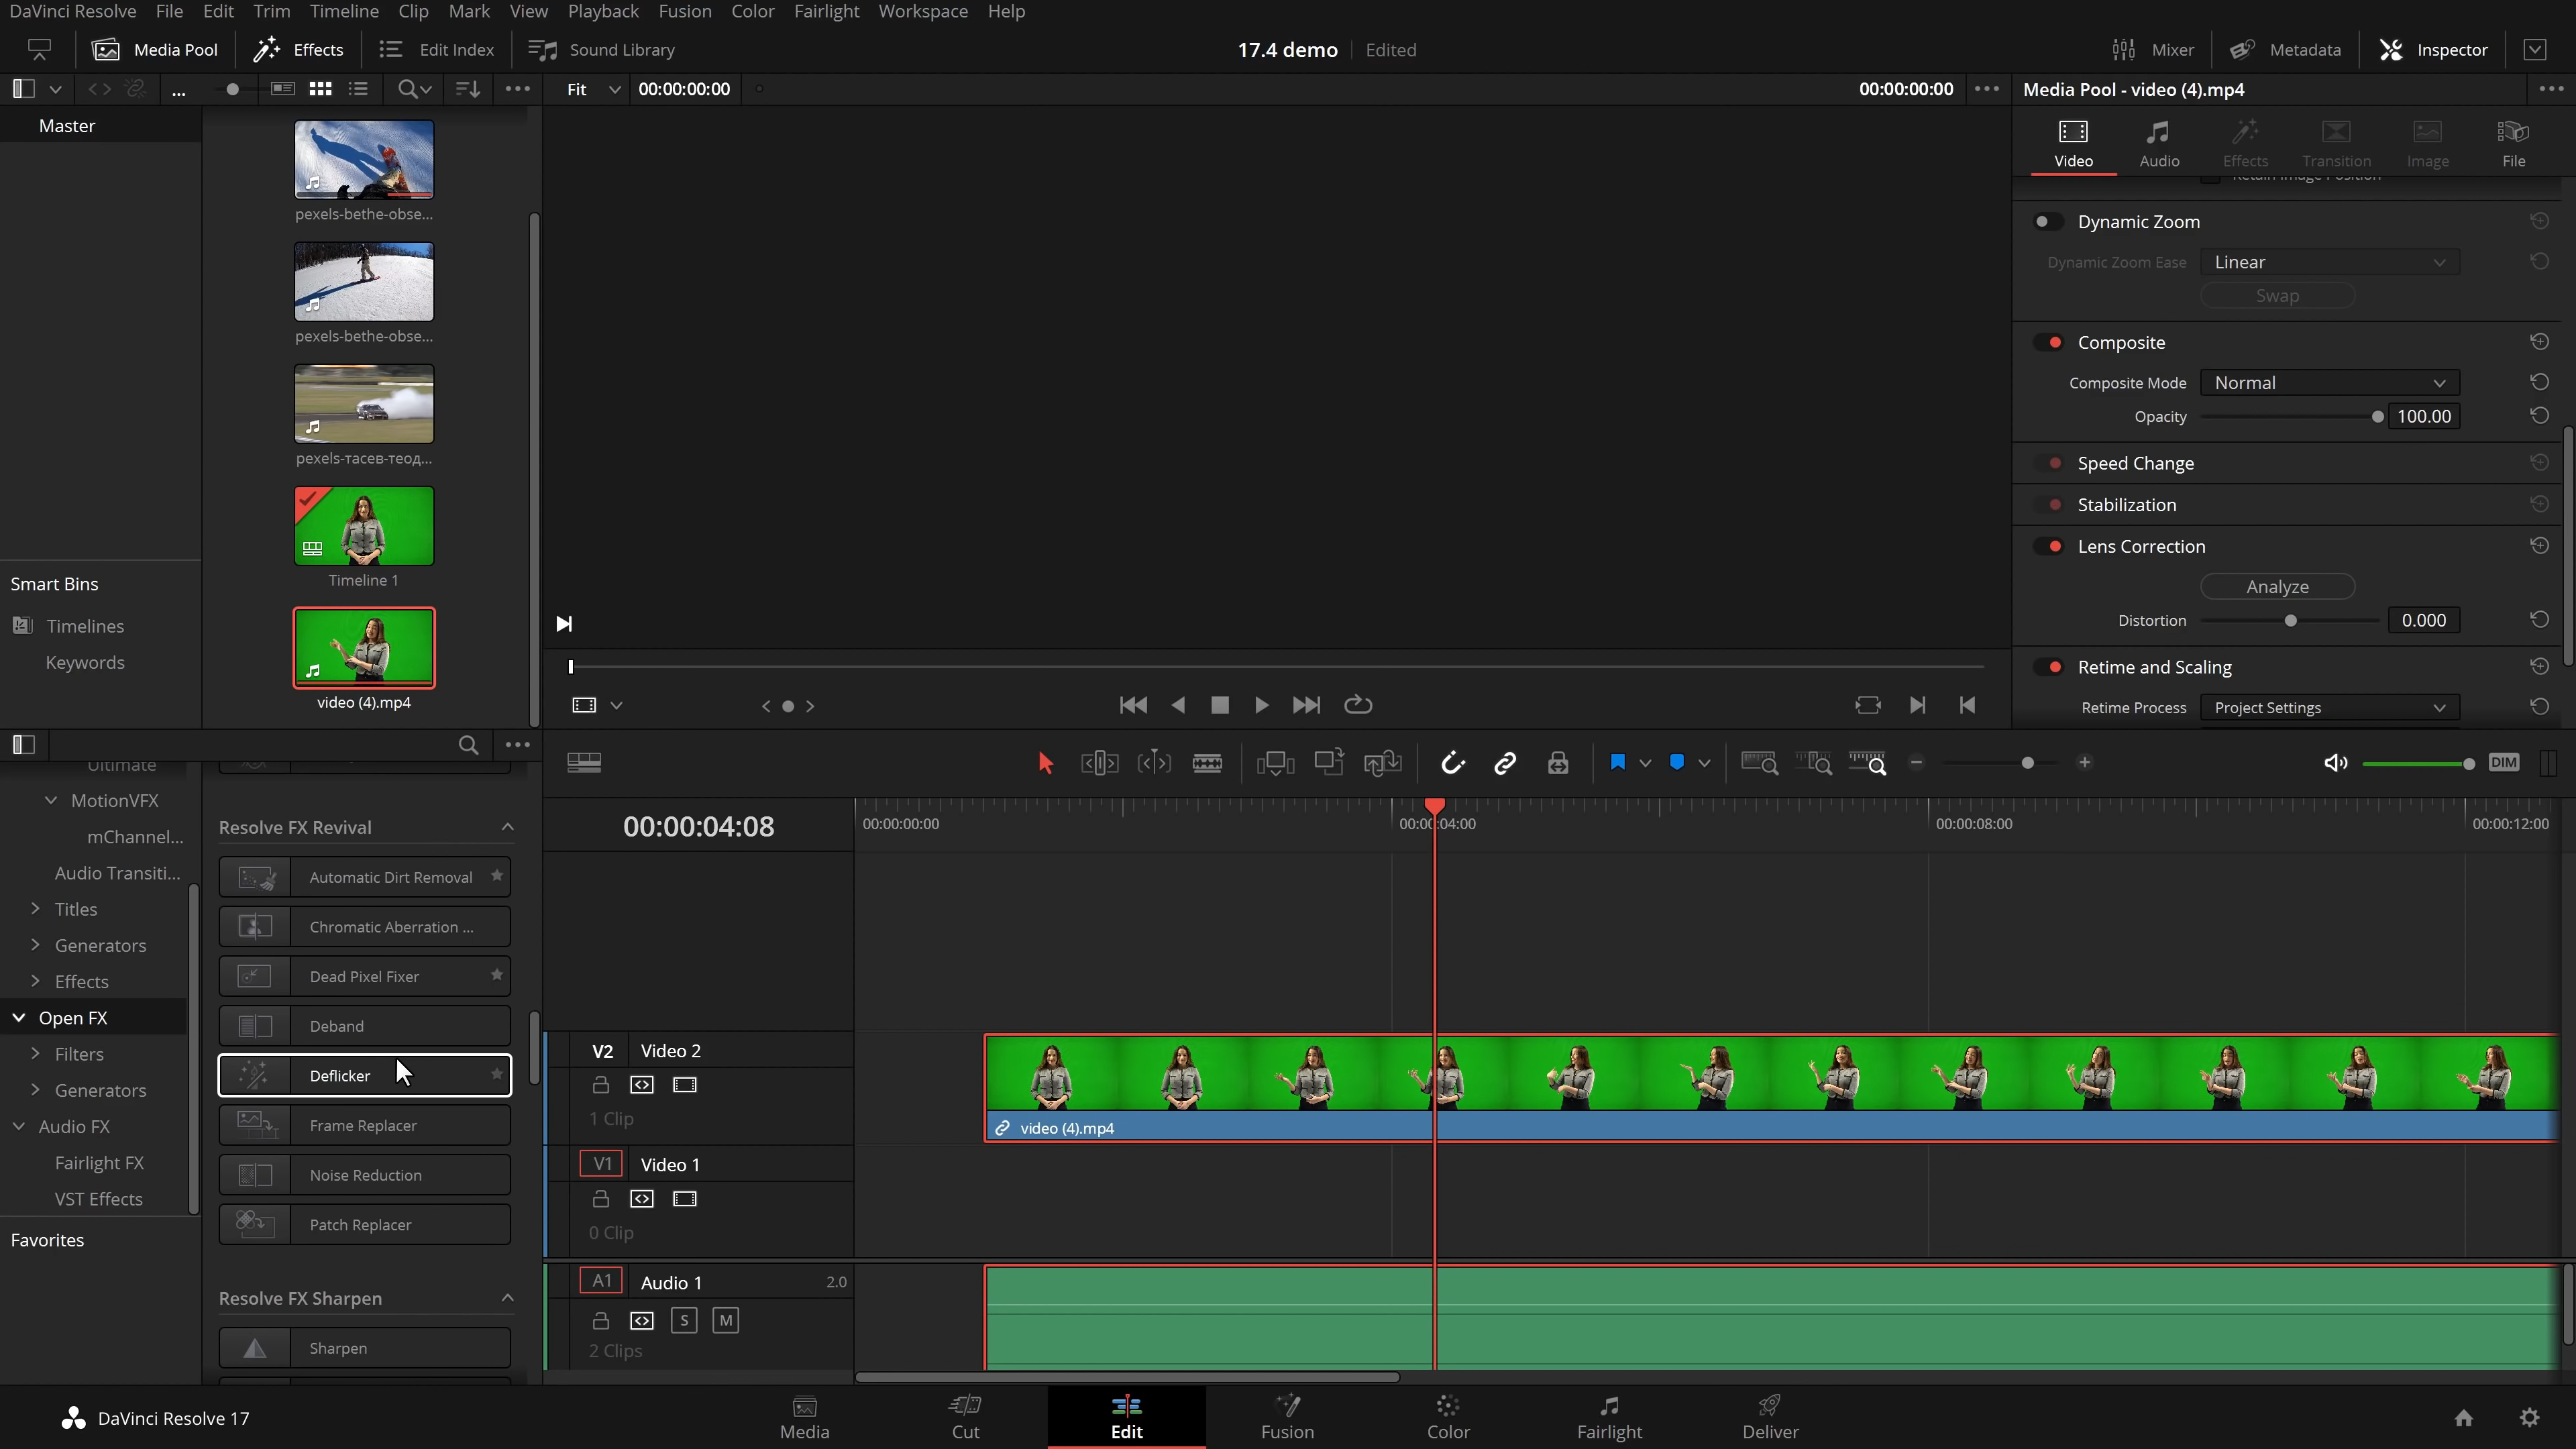 DaVinci Resolve File Edit Trim Timeline Clip Mark View Playback Fusion Color Fairlight Workspace Help
Media Pool Effects Edit Index Sound Library 17.4 demo Edited Mixer Metadata Inspector
... Fit 00:00:00:00 00:00:00:00 Media Pool - video (4).mp4
Master
Video Audio Effects Transition Image File
pexels-bethe-obse...
pexels-bethe-obse...
pexels-тасев-теод...
Timeline 1
video (4).mp4
Smart Bins
Timelines
Keywords
Retain Image Position
Dynamic Zoom
Dynamic Zoom Ease Linear
Swap
Composite
Composite Mode Normal
Opacity 100.00
Speed Change
Stabilization
Lens Correction
Analyze
Distortion 0.000
Retime and Scaling
Retime Process Project Settings
DIM
Ultimate
MotionVFX
mChannel...
Audio Transiti...
Titles
Generators
Effects
Open FX
Filters
Generators
Audio FX
Fairlight FX
VST Effects
Favorites
Resolve FX Revival
Automatic Dirt Removal
Chromatic Aberration ...
Dead Pixel Fixer
Deband
Deflicker
Frame Replacer
Noise Reduction
Patch Replacer
Resolve FX Sharpen
Sharpen
00:00:04:08
00:00:00:00 00:00:04:00 00:00:08:00 00:00:12:00
V2 Video 2
1 Clip
video (4).mp4
V1 Video 1
0 Clip
A1 Audio 1 2.0
S M
2 Clips
DaVinci Resolve 17
Media Cut Edit Fusion Color Fairlight Deliver